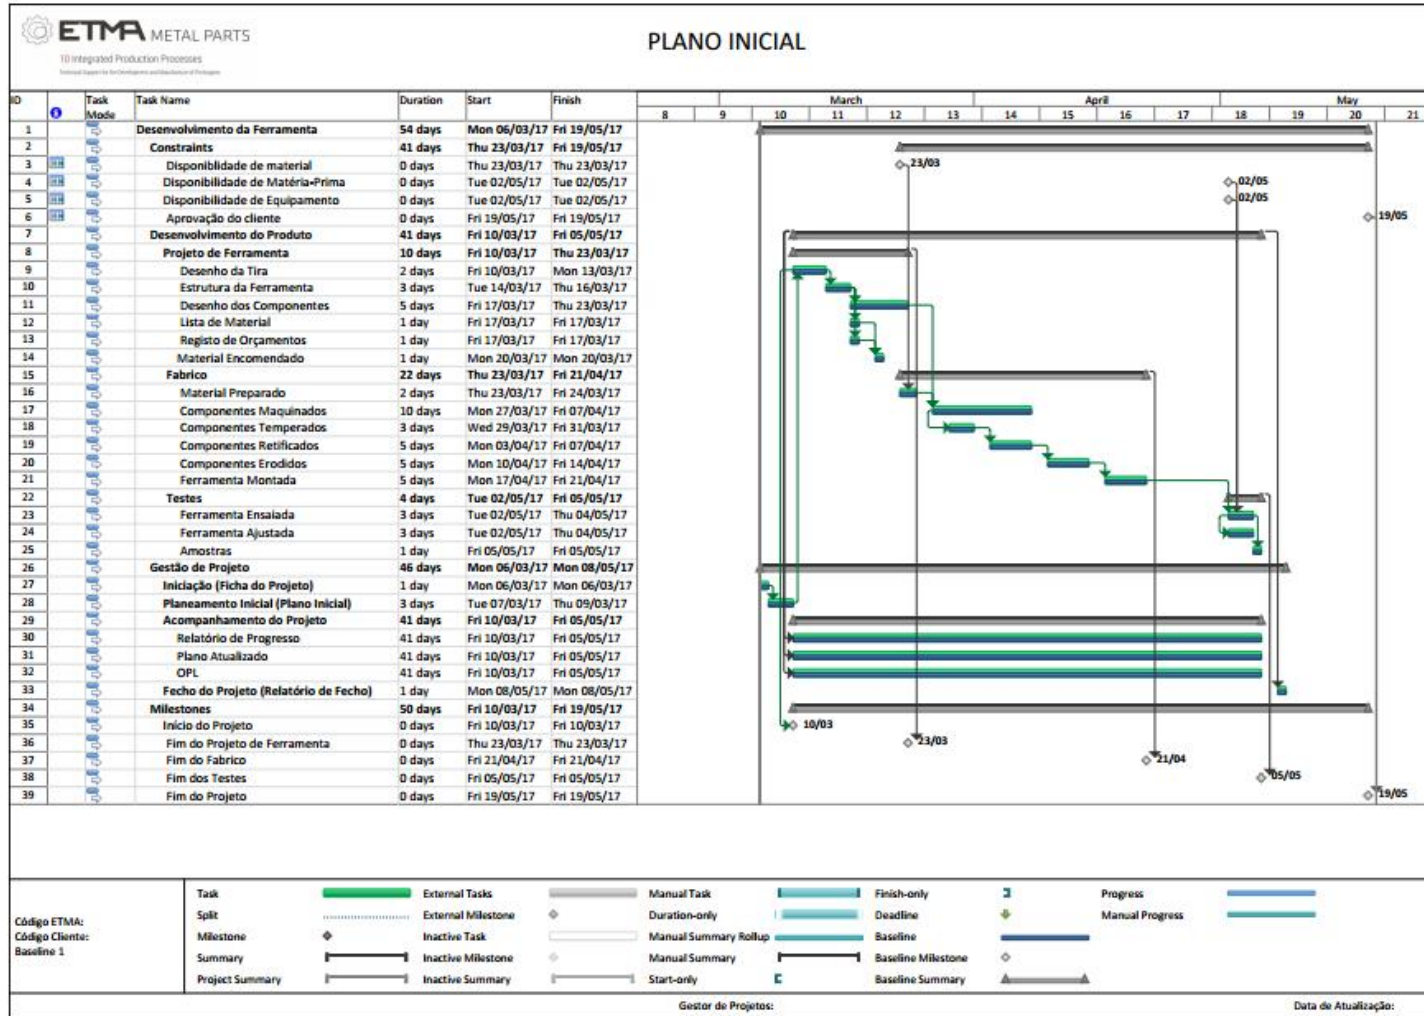 ETMA METAL PARTS
10 Integrated Production Processes
Technical Support for the Development and Manufacture of Prototypes
PLANO INICIAL
ID Task Mode Task Name Duration Start Finish March April May
8 9 10 11 12 13 14 15 16 17 18 19 20 21
1 Desenvolvimento da Ferramenta 54 days Mon 06/03/17 Fri 19/05/17
2 Constraints 41 days Thu 23/03/17 Fri 19/05/17
3 Disponiblidade de material 0 days Thu 23/03/17 Thu 23/03/17 23/03
4 Disponibilidade de Matéria-Prima 0 days Tue 02/05/17 Tue 02/05/17 02/05
5 Disponibilidade de Equipamento 0 days Tue 02/05/17 Tue 02/05/17 02/05
6 Aprovação do cliente 0 days Fri 19/05/17 Fri 19/05/17 19/05
7 Desenvolvimento do Produto 41 days Fri 10/03/17 Fri 05/05/17
8 Projeto de Ferramenta 10 days Fri 10/03/17 Thu 23/03/17
9 Desenho da Tira 2 days Fri 10/03/17 Mon 13/03/17
10 Estrutura da Ferramenta 3 days Tue 14/03/17 Thu 16/03/17
11 Desenho dos Componentes 5 days Fri 17/03/17 Thu 23/03/17
12 Lista de Material 1 day Fri 17/03/17 Fri 17/03/17
13 Registo de Orçamentos 1 day Fri 17/03/17 Fri 17/03/17
14 Material Encomendado 1 day Mon 20/03/17 Mon 20/03/17
15 Fabrico 22 days Thu 23/03/17 Fri 21/04/17
16 Material Preparado 2 days Thu 23/03/17 Fri 24/03/17
17 Componentes Maquinados 10 days Mon 27/03/17 Fri 07/04/17
18 Componentes Temperados 3 days Wed 29/03/17 Fri 31/03/17
19 Componentes Retificados 5 days Mon 03/04/17 Fri 07/04/17
20 Componentes Erodidos 5 days Mon 10/04/17 Fri 14/04/17
21 Ferramenta Montada 5 days Mon 17/04/17 Fri 21/04/17
22 Testes 4 days Tue 02/05/17 Fri 05/05/17
23 Ferramenta Ensaiada 3 days Tue 02/05/17 Thu 04/05/17
24 Ferramenta Ajustada 3 days Tue 02/05/17 Thu 04/05/17
25 Amostras 1 day Fri 05/05/17 Fri 05/05/17
26 Gestão de Projeto 46 days Mon 06/03/17 Mon 08/05/17
27 Iniciação (Ficha do Projeto) 1 day Mon 06/03/17 Mon 06/03/17
28 Planeamento Inicial (Plano Inicial) 3 days Tue 07/03/17 Thu 09/03/17
29 Acompanhamento do Projeto 41 days Fri 10/03/17 Fri 05/05/17
30 Relatório de Progresso 41 days Fri 10/03/17 Fri 05/05/17
31 Plano Atualizado 41 days Fri 10/03/17 Fri 05/05/17
32 OPL 41 days Fri 10/03/17 Fri 05/05/17
33 Fecho do Projeto (Relatório de Fecho) 1 day Mon 08/05/17 Mon 08/05/17
34 Milestones 50 days Fri 10/03/17 Fri 19/05/17
35 Início do Projeto 0 days Fri 10/03/17 Fri 10/03/17 10/03
36 Fim do Projeto de Ferramenta 0 days Thu 23/03/17 Thu 23/03/17 23/03
37 Fim do Fabrico 0 days Fri 21/04/17 Fri 21/04/17 21/04
38 Fim dos Testes 0 days Fri 05/05/17 Fri 05/05/17 05/05
39 Fim do Projeto 0 days Fri 19/05/17 Fri 19/05/17 19/05
Código ETMA:
Código Cliente:
Baseline 1
Task External Tasks Manual Task Finish-only Progress
Split External Milestone Duration-only Deadline Manual Progress
Milestone Inactive Task Manual Summary Rollup Baseline
Summary Inactive Milestone Manual Summary Baseline Milestone
Project Summary Inactive Summary Start-only Baseline Summary
Gestor de Projetos: Data de Atualização: